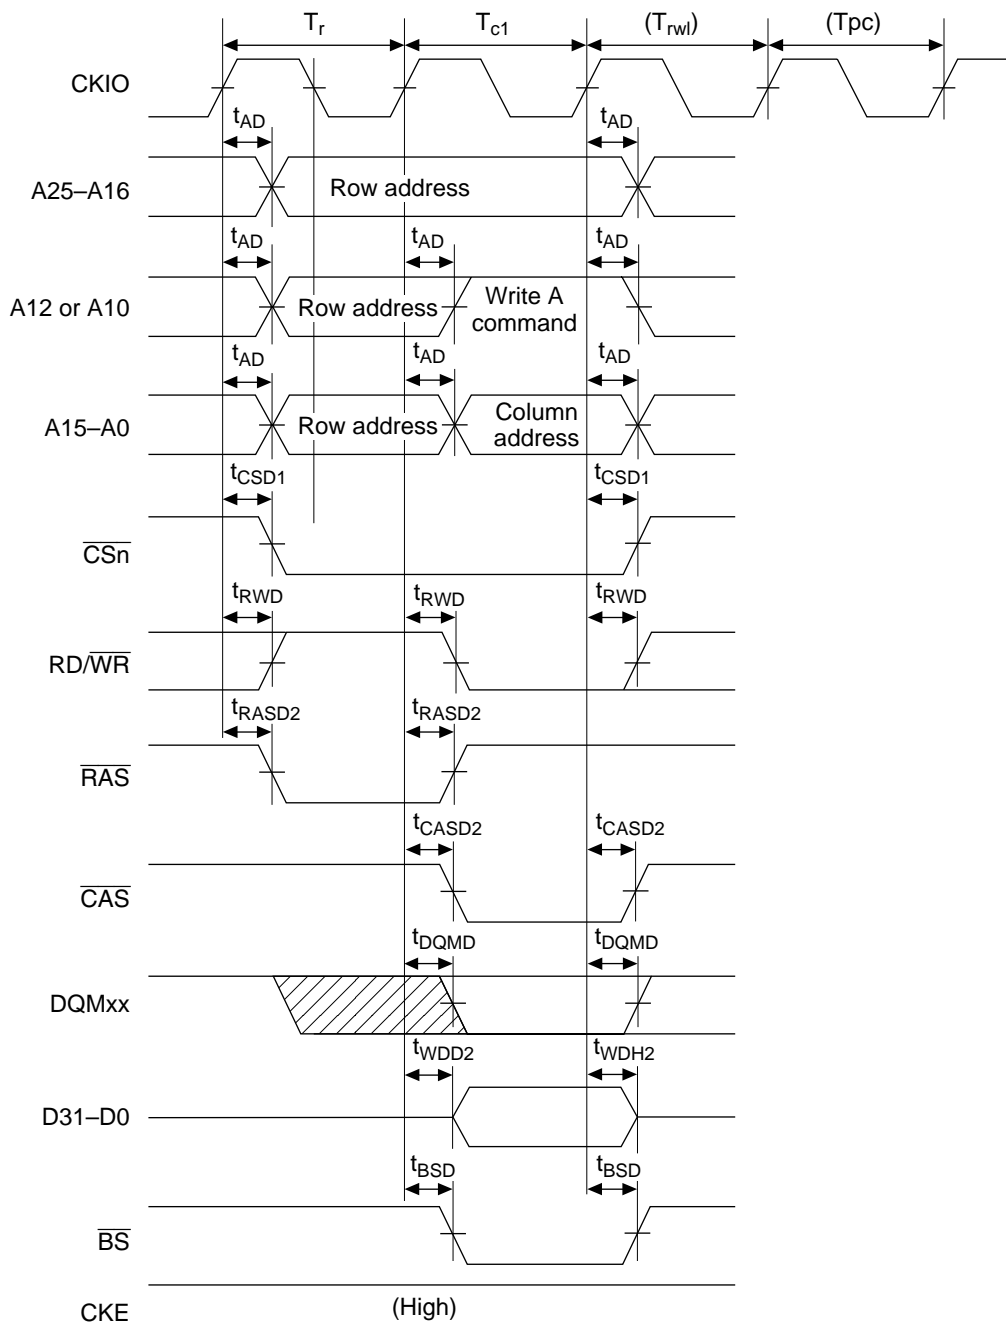 Tr Tc1 (Trwl) (Tpc)
CKIO
tAD tAD
A25–A16 Row address
tAD tAD tAD
A12 or A10 Row address Write A command
tAD tAD tAD
A15–A0 Row address Column address
tCSD1 tCSD1
CSn
tRWD tRWD tRWD
RD/WR
tRASD2 tRASD2
RAS
tCASD2 tCASD2
CAS
tDQMD tDQMD
DQMxx
tWDD2 tWDH2
D31–D0
tBSD tBSD
BS
CKE (High)